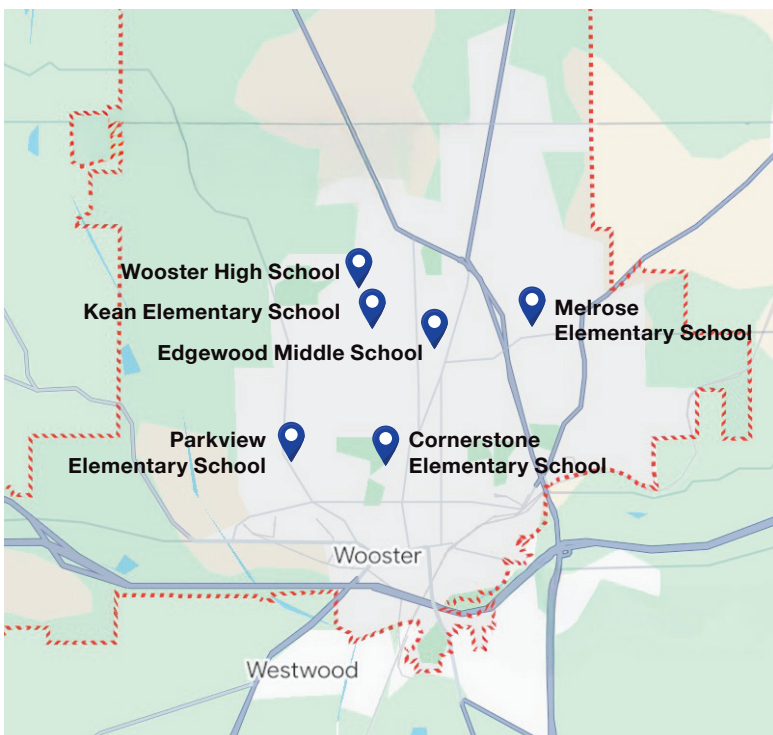 Wooster High School
Kean Elementary School
Melrose
Elementary School
Edgewood Middle School
Parkview
Elementary School
Cornerstone
Elementary School
Wooster
Westwood